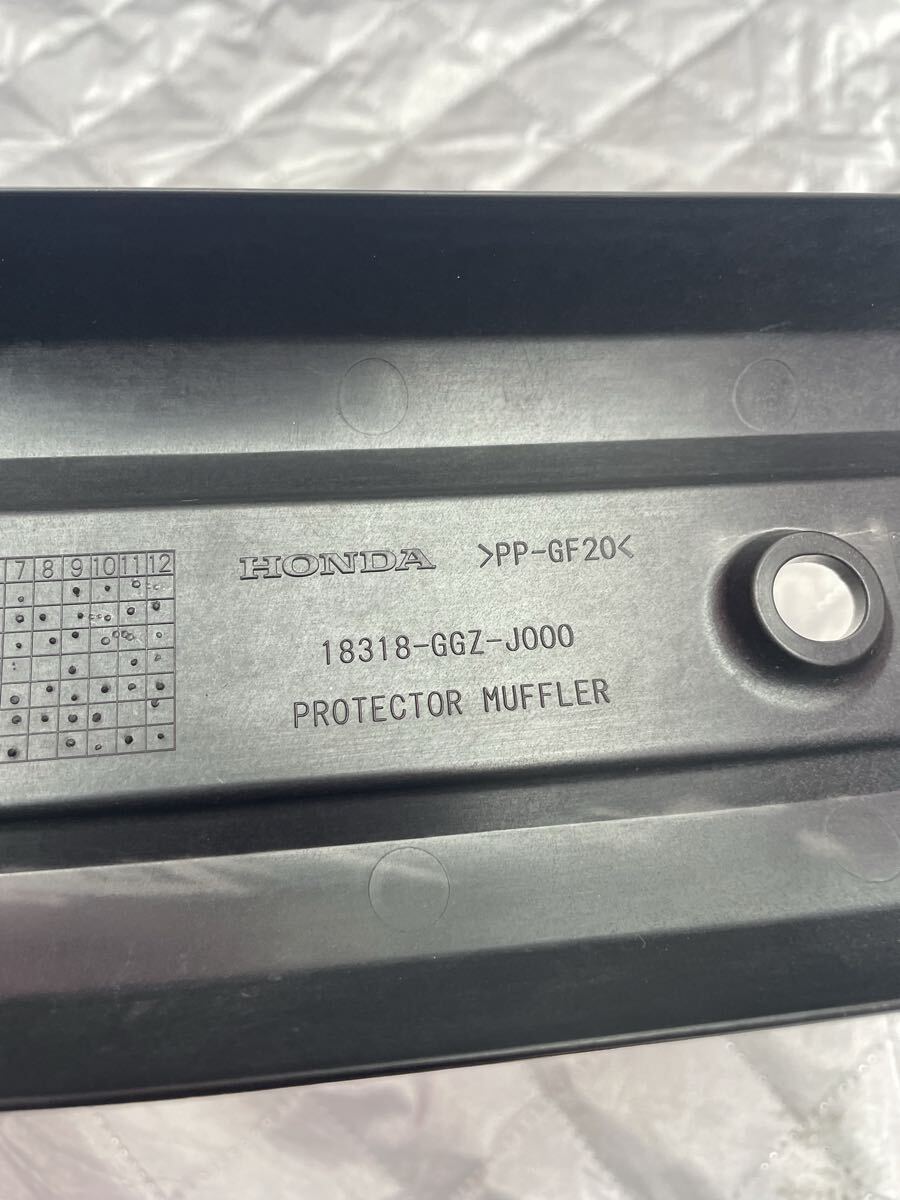 7 8 9 10 11 12
HONDA >PP-GF20<
18318-GGZ-J000
PROTECTOR MUFFLER